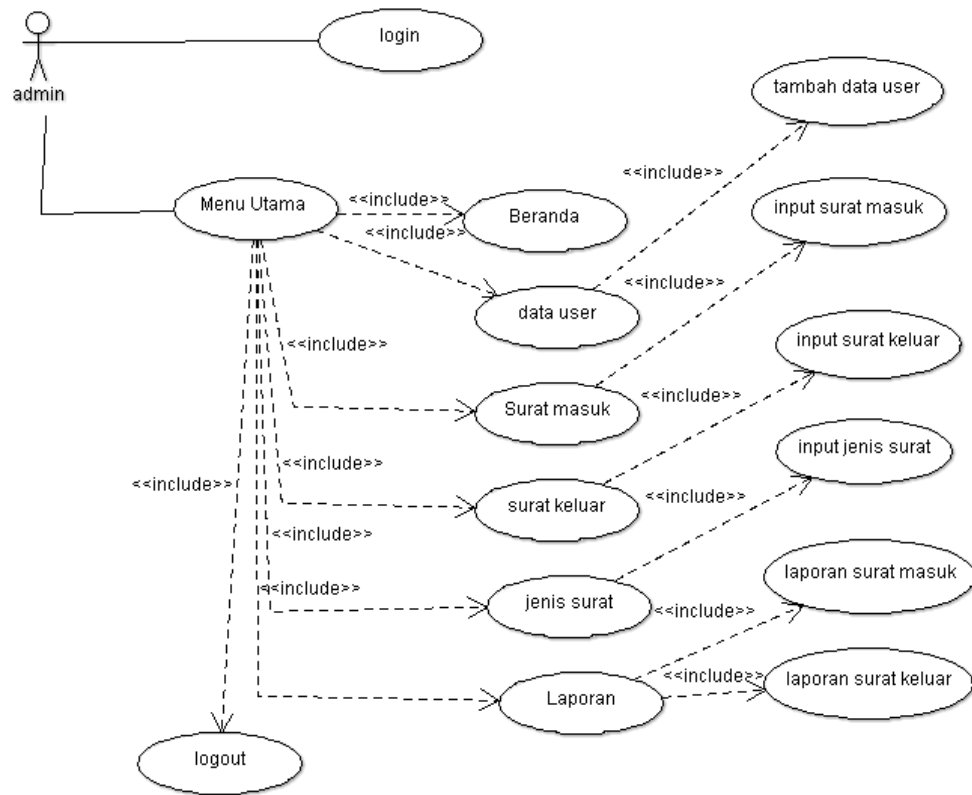 login
admin
tambah data user
<<include>>
Menu Utama
<<include>>
Beranda
input surat masuk
<<include>>
<<include>>
data user
<<include>>
Surat masuk
<<include>>
input surat keluar
<<include>>
<<include>>
surat keluar
<<include>>
input jenis surat
<<include>>
<<include>>
jenis surat
<<include>>
laporan surat masuk
Laporan
<<include>>
laporan surat keluar
logout